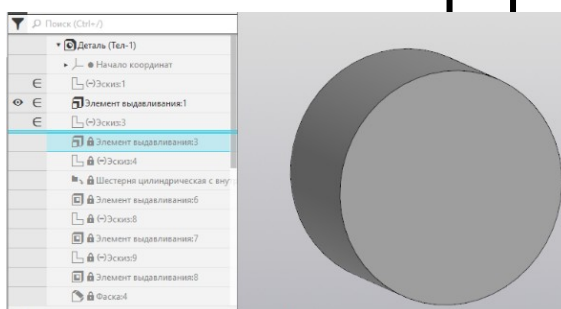 Поиск (Ctrl+/)
Деталь (Тел-1)
Начало координат
(-)Эскиз:1
Элемент выдавливания:1
(-)Эскиз:3
Элемент выдавливания:3
(-)Эскиз:4
Шестерня цилиндрическая с внут
Элемент выдавливания:6
(-)Эскиз:8
Элемент выдавливания:7
(-)Эскиз:9
Элемент выдавливания:8
Фаска:4